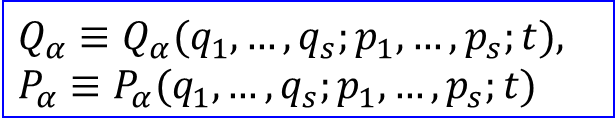 Q_α ≡ Q_α(q_1, …, q_s; p_1, …, p_s; t),
P_α ≡ P_α(q_1, …, q_s; p_1, …, p_s; t)